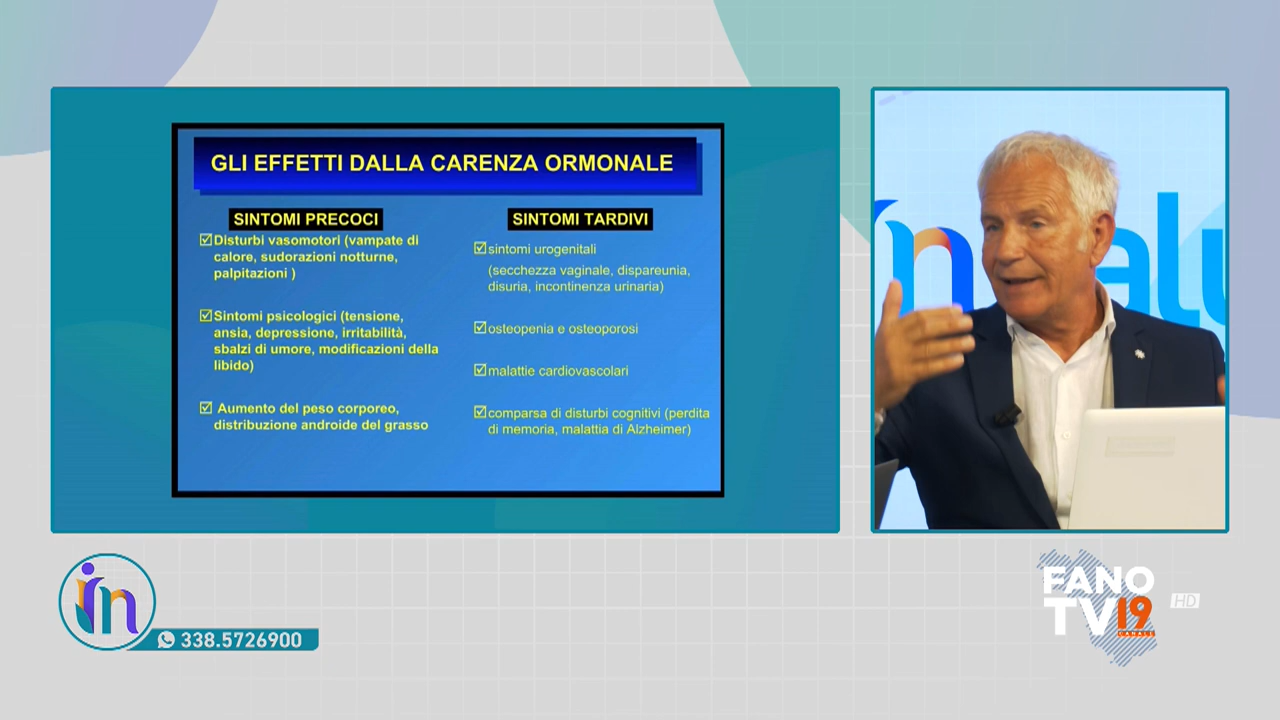 GLI EFFETTI DALLA CARENZA ORMONALE
SINTOMI PRECOCI
Disturbi vasomotori (vampate di
calore, sudorazioni notturne,
palpitazioni )
Sintomi psicologici (tensione,
ansia, depressione, irritabilità,
sbalzi di umore, modificazioni della
libido)
Aumento del peso corporeo,
distribuzione androide del grasso
SINTOMI TARDIVI
sintomi urogenitali
(secchezza vaginale, dispareunia,
disuria, incontinenza urinaria)
osteopenia e osteoporosi
malattie cardiovascolari
comparsa di disturbi cognitivi (perdita
di memoria, malattia di Alzheimer)
in
in
338.5726900
FANO
TV19
CANALE
HD